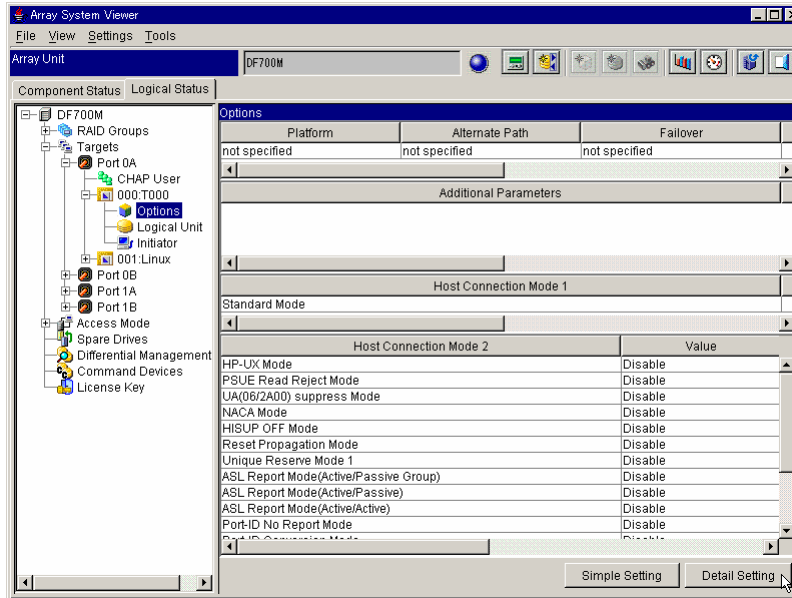 Array System Viewer
File View Settings Tools
Array Unit
DF700M
Component Status Logical Status
DF700M
RAID Groups
Targets
Port 0A
CHAP User
000:T000
Options
Logical Unit
Initiator
001:Linux
Port 0B
Port 1A
Port 1B
Access Mode
Spare Drives
Differential Management
Command Devices
License Key
Options
Platform Alternate Path Failover
not specified not specified not specified
Additional Parameters
Host Connection Mode 1
Standard Mode
Host Connection Mode 2 Value
HP-UX Mode Disable
PSUE Read Reject Mode Disable
UA(06/2A00) suppress Mode Disable
NACA Mode Disable
HISUP OFF Mode Disable
Reset Propagation Mode Disable
Unique Reserve Mode 1 Disable
ASL Report Mode(Active/Passive Group) Disable
ASL Report Mode(Active/Passive) Disable
ASL Report Mode(Active/Active) Disable
Port-ID No Report Mode Disable
Port-ID Conversion Mode Disable
Simple Setting Detail Setting